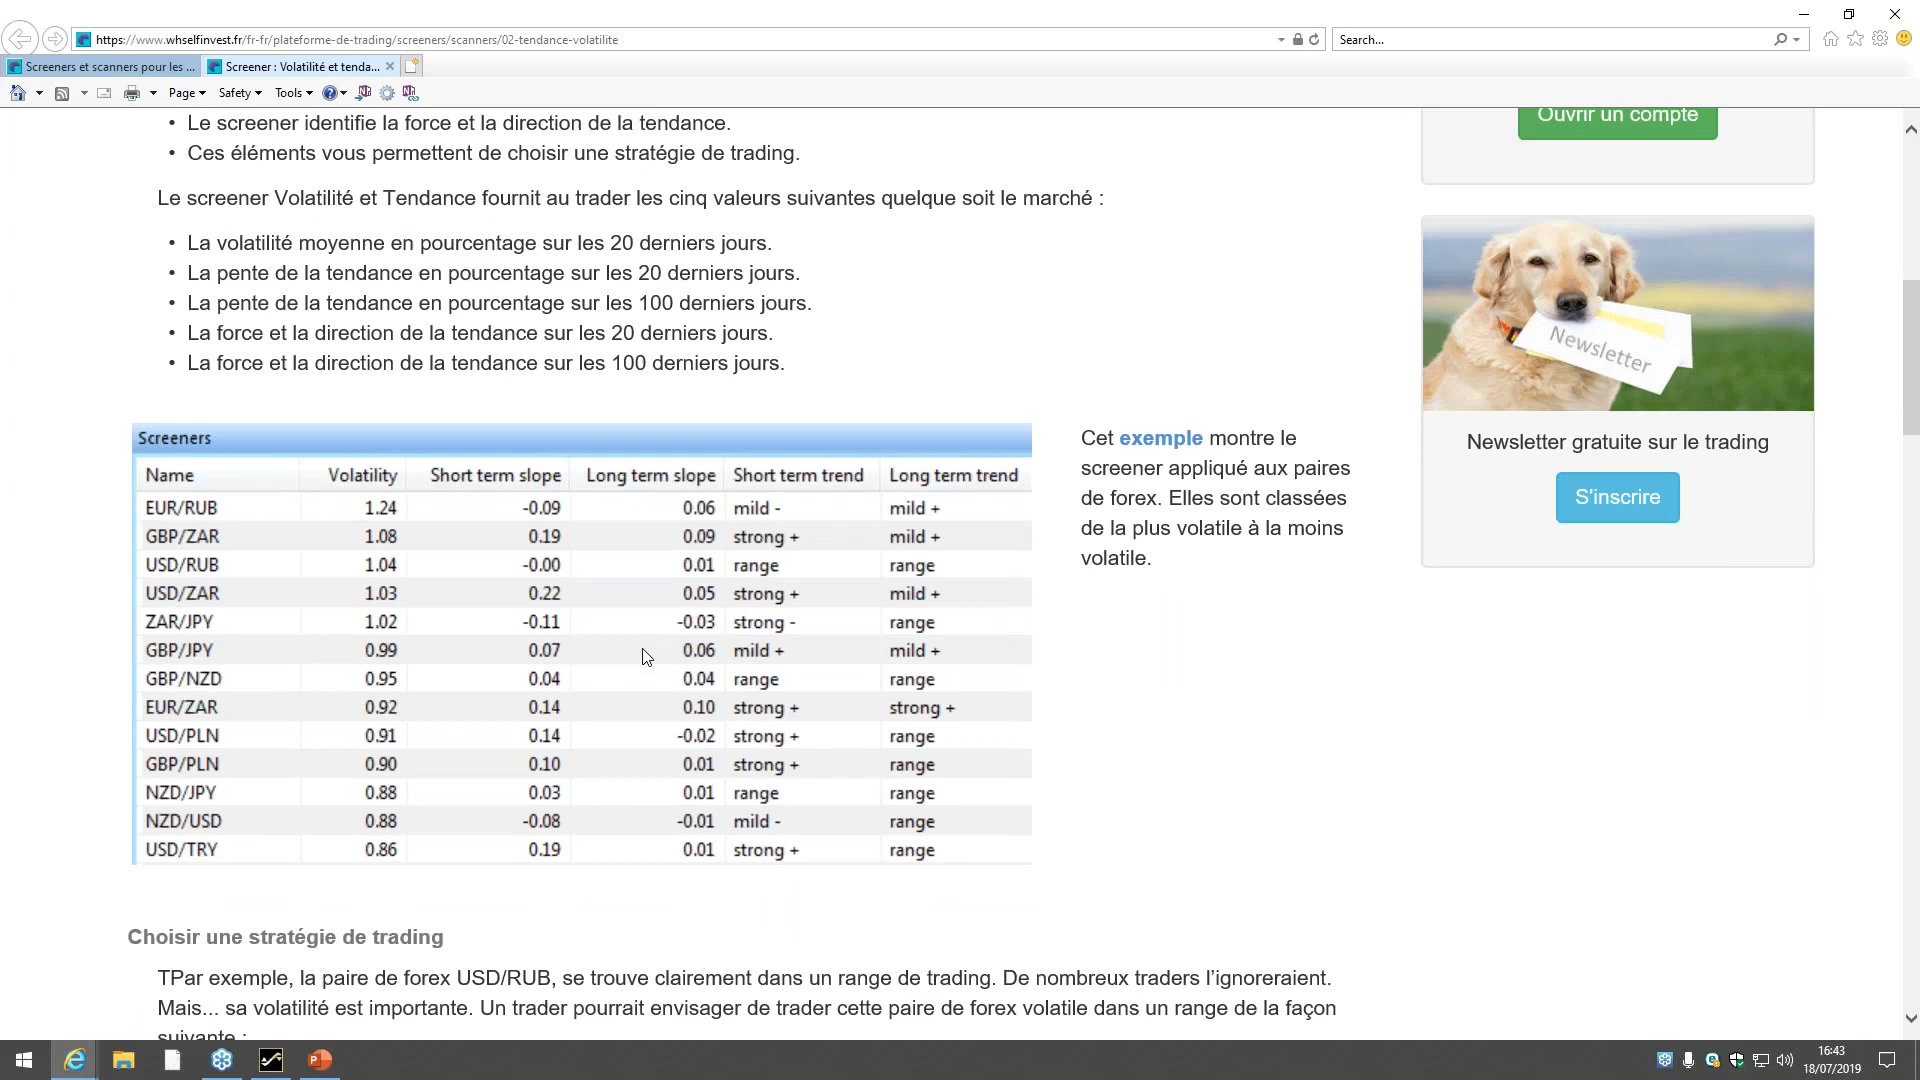 https://www.whselfinvest.fr/fr-fr/plateforme-de-trading/screeners/scanners/02-tendance-volatilite
Search...
Screeners et scanners pour les ...
Screener : Volatilité et tenda...
Page
Safety
Tools
• Le screener identifie la force et la direction de la tendance.
• Ces éléments vous permettent de choisir une stratégie de trading.
Le screener Volatilité et Tendance fournit au trader les cinq valeurs suivantes quelque soit le marché :
• La volatilité moyenne en pourcentage sur les 20 derniers jours.
• La pente de la tendance en pourcentage sur les 20 derniers jours.
• La pente de la tendance en pourcentage sur les 100 derniers jours.
• La force et la direction de la tendance sur les 20 derniers jours.
• La force et la direction de la tendance sur les 100 derniers jours.
Screeners
Name Volatility Short term slope Long term slope Short term trend Long term trend
EUR/RUB 1.24 -0.09 0.06 mild - mild +
GBP/ZAR 1.08 0.19 0.09 strong + mild +
USD/RUB 1.04 -0.00 0.01 range range
USD/ZAR 1.03 0.22 0.05 strong + mild +
ZAR/JPY 1.02 -0.11 -0.03 strong - range
GBP/JPY 0.99 0.07 0.06 mild + mild +
GBP/NZD 0.95 0.04 0.04 range range
EUR/ZAR 0.92 0.14 0.10 strong + strong +
USD/PLN 0.91 0.14 -0.02 strong + range
GBP/PLN 0.90 0.10 0.01 strong + range
NZD/JPY 0.88 0.03 0.01 range range
NZD/USD 0.88 -0.08 -0.01 mild - range
USD/TRY 0.86 0.19 0.01 strong + range
Cet exemple montre le
screener appliqué aux paires
de forex. Elles sont classées
de la plus volatile à la moins
volatile.
Choisir une stratégie de trading
TPar exemple, la paire de forex USD/RUB, se trouve clairement dans un range de trading. De nombreux traders l’ignoreraient.
Mais... sa volatilité est importante. Un trader pourrait envisager de trader cette paire de forex volatile dans un range de la façon
suivante :
Ouvrir un compte
Newsletter
Newsletter gratuite sur le trading
S'inscrire
16:43
18/07/2019